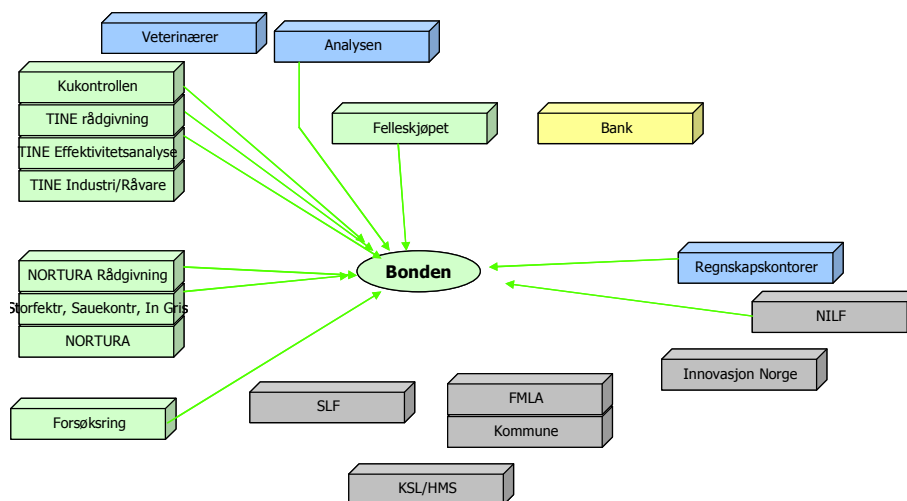 Veterinærer
Analysen
Kukontrollen
TINE rådgivning
TINE Effektivitetsanalyse
TINE Industri/Råvare
Felleskjøpet
Bank
Bonden
NORTURA Rådgivning
Storfektr, Sauekontr, In Gris
NORTURA
Regnskapskontorer
NILF
Innovasjon Norge
Forsøksring
SLF
FMLA
Kommune
KSL/HMS